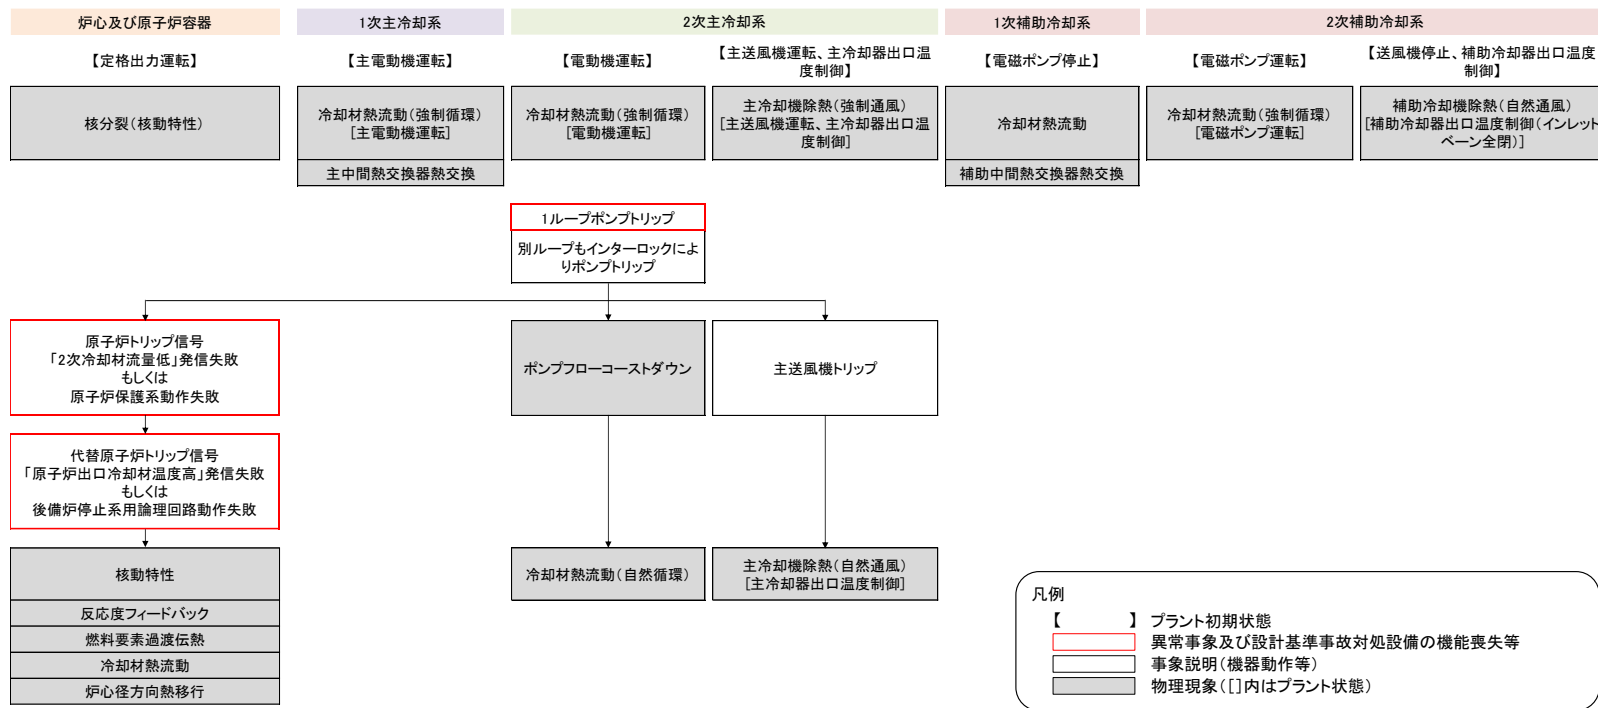 炉心及び原子炉容器
1次主冷却系
2次主冷却系
1次補助冷却系
2次補助冷却系
【定格出力運転】
【主電動機運転】
【電動機運転】
【主送風機運転、主冷却器出口温
度制御】
【電磁ポンプ停止】
【電磁ポンプ運転】
【送風機停止、補助冷却器出口温度
制御】
核分裂(核動特性)
冷却材熱流動(強制循環)
[主電動機運転]
冷却材熱流動(強制循環)
[電動機運転]
主冷却機除熱(強制通風)
[主送風機運転、主冷却器出口温
度制御]
冷却材熱流動
冷却材熱流動(強制循環)
[電磁ポンプ運転]
補助冷却機除熱(自然通風)
[補助冷却器出口温度制御(インレット
ベーン全閉)]
主中間熱交換器熱交換
補助中間熱交換器熱交換
1ループポンプトリップ
別ループもインターロックによ
りポンプトリップ
原子炉トリップ信号
「2次冷却材流量低」発信失敗
もしくは
原子炉保護系動作失敗
ポンプフローコーストダウン
主送風機トリップ
代替原子炉トリップ信号
「原子炉出口冷却材温度高」発信失敗
もしくは
後備炉停止系用論理回路動作失敗
核動特性
冷却材熱流動(自然循環)
主冷却機除熱(自然通風)
[主冷却器出口温度制御]
反応度フィードバック
燃料要素過渡伝熱
冷却材熱流動
炉心径方向熱移行
凡例
【 】 プラント初期状態
異常事象及び設計基準事故対処設備の機能喪失等
事象説明(機器動作等)
物理現象([]内はプラント状態)